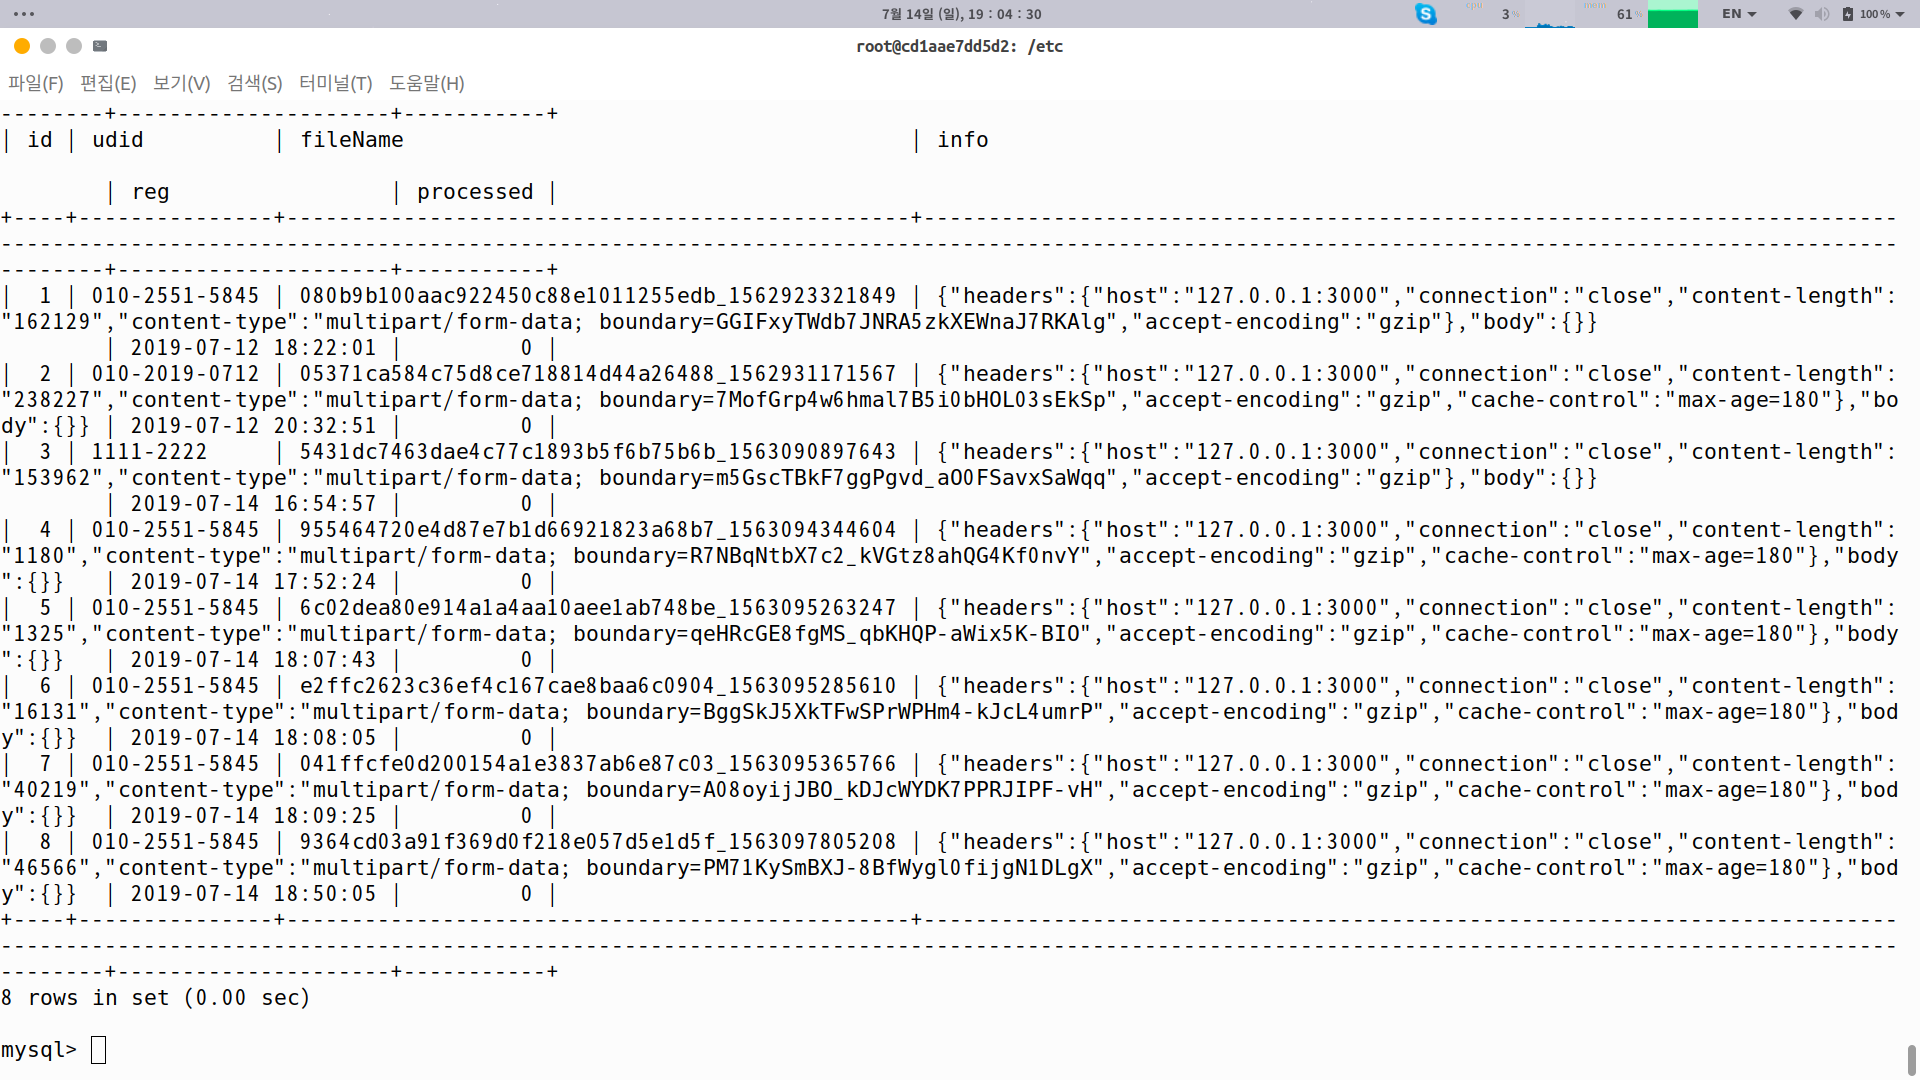 7월 14일 (일), 19 : 04 : 30
cpu 3% mem 61% EN 100%
root@cd1aae7dd5d2: /etc
파일(F) 편집(E) 보기(V) 검색(S) 터미널(T) 도움말(H)
--------+---------------------+-----------+
| id | udid          | fileName                                       | info
        | reg                 | processed |
+----+---------------+------------------------------------------------+---------------------------------------------------------------------------
--------------------------------------------------------------------------------------------------------------------------------------------------
--------+---------------------+-----------+
|  1 | 010-2551-5845 | 080b9b100aac922450c88e1011255edb_1562923321849 | {"headers":{"host":"127.0.0.1:3000","connection":"close","content-length":
"162129","content-type":"multipart/form-data; boundary=GGIFxyTWdb7JNRA5zkXEWnaJ7RKAlg","accept-encoding":"gzip"},"body":{}}
        | 2019-07-12 18:22:01 |         0 |
|  2 | 010-2019-0712 | 05371ca584c75d8ce718814d44a26488_1562931171567 | {"headers":{"host":"127.0.0.1:3000","connection":"close","content-length":
"238227","content-type":"multipart/form-data; boundary=7MofGrp4w6hmal7B5i0bHOL03sEkSp","accept-encoding":"gzip","cache-control":"max-age=180"},"bo
dy":{}} | 2019-07-12 20:32:51 |         0 |
|  3 | 1111-2222     | 5431dc7463dae4c77c1893b5f6b75b6b_1563090897643 | {"headers":{"host":"127.0.0.1:3000","connection":"close","content-length":
"153962","content-type":"multipart/form-data; boundary=m5GscTBkF7ggPgvd_aO0FSavxSaWqq","accept-encoding":"gzip"},"body":{}}
        | 2019-07-14 16:54:57 |         0 |
|  4 | 010-2551-5845 | 955464720e4d87e7b1d66921823a68b7_1563094344604 | {"headers":{"host":"127.0.0.1:3000","connection":"close","content-length":
"1180","content-type":"multipart/form-data; boundary=R7NBqNtbX7c2_kVGtz8ahQG4Kf0nvY","accept-encoding":"gzip","cache-control":"max-age=180"},"body
":{}}   | 2019-07-14 17:52:24 |         0 |
|  5 | 010-2551-5845 | 6c02dea80e914a1a4aa10aee1ab748be_1563095263247 | {"headers":{"host":"127.0.0.1:3000","connection":"close","content-length":
"1325","content-type":"multipart/form-data; boundary=qeHRcGE8fgMS_qbKHQP-aWix5K-BIO","accept-encoding":"gzip","cache-control":"max-age=180"},"body
":{}}   | 2019-07-14 18:07:43 |         0 |
|  6 | 010-2551-5845 | e2ffc2623c36ef4c167cae8baa6c0904_1563095285610 | {"headers":{"host":"127.0.0.1:3000","connection":"close","content-length":
"16131","content-type":"multipart/form-data; boundary=BggSkJ5XkTFwSPrWPHm4-kJcL4umrP","accept-encoding":"gzip","cache-control":"max-age=180"},"bod
y":{}}  | 2019-07-14 18:08:05 |         0 |
|  7 | 010-2551-5845 | 041ffcfe0d200154a1e3837ab6e87c03_1563095365766 | {"headers":{"host":"127.0.0.1:3000","connection":"close","content-length":
"40219","content-type":"multipart/form-data; boundary=A08oyijJBO_kDJcWYDK7PPRJIPF-vH","accept-encoding":"gzip","cache-control":"max-age=180"},"bod
y":{}}  | 2019-07-14 18:09:25 |         0 |
|  8 | 010-2551-5845 | 9364cd03a91f369d0f218e057d5e1d5f_1563097805208 | {"headers":{"host":"127.0.0.1:3000","connection":"close","content-length":
"46566","content-type":"multipart/form-data; boundary=PM71KySmBXJ-8BfWygl0fijgN1DLgX","accept-encoding":"gzip","cache-control":"max-age=180"},"bod
y":{}}  | 2019-07-14 18:50:05 |         0 |
+----+---------------+------------------------------------------------+---------------------------------------------------------------------------
--------------------------------------------------------------------------------------------------------------------------------------------------
--------+---------------------+-----------+
8 rows in set (0.00 sec)
mysql>